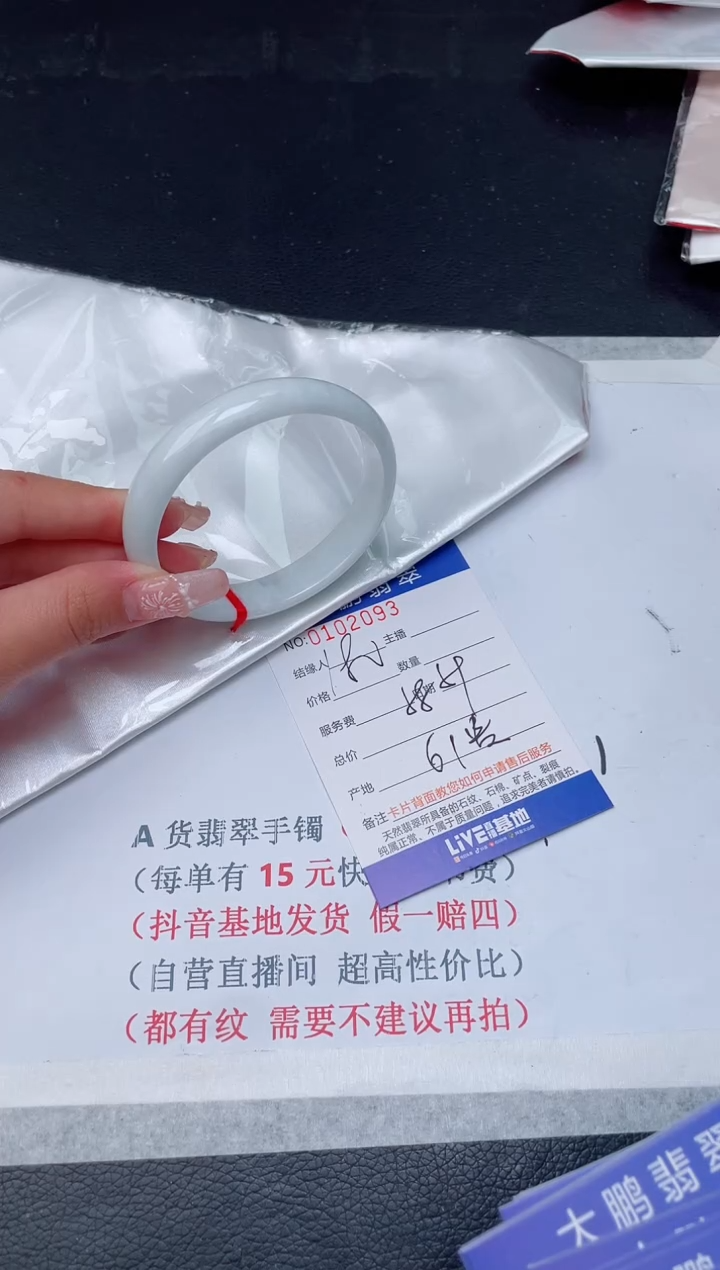 NO:0102093
结缘人
主播
价格
数量
服务费
总价
61
产地
备注
卡片背面教您如何申请售后服务
天然翡翠所具备的石纹、石棉、矿点、裂痕
纯属正常,不属于质量问题,追求完美者请慎拍。
LIVE 基地
A 货翡翠手镯
(每单有 15 元快 费)
(抖音基地发货 假一赔四)
(自营直播间 超高性价比)
(都有纹 需要不建议再拍)
大鹏翡翠